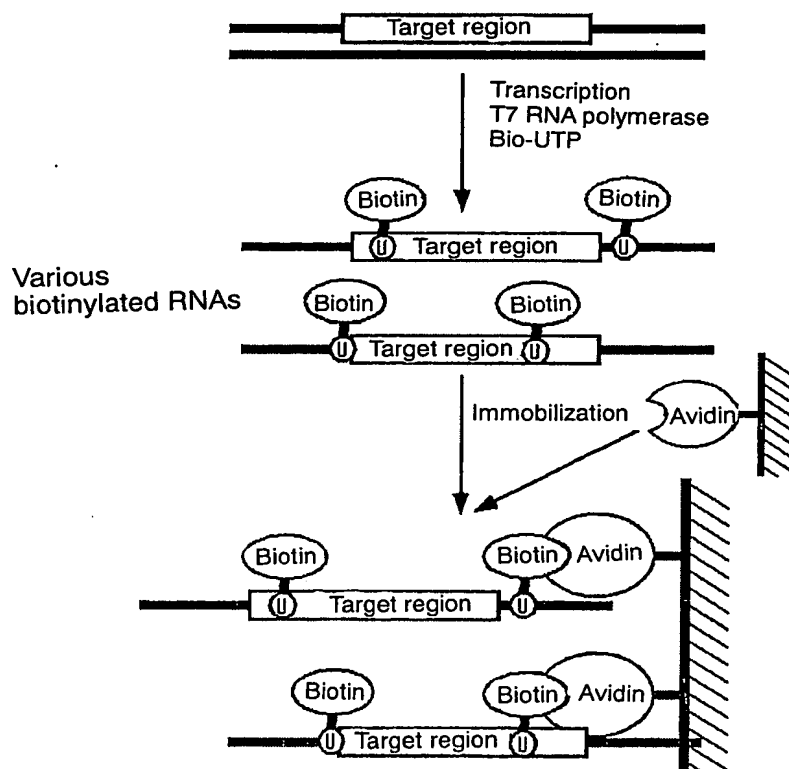 Target region
Transcription
T7 RNA polymerase
Bio-UTP
Biotin
Biotin
U
Target region
U
Various
biotinylated RNAs
Biotin
Biotin
U
Target region
U
Immobilization
Avidin
Biotin
Biotin
Avidin
U
Target region
U
Biotin
Biotin
Avidin
U
Target region
U